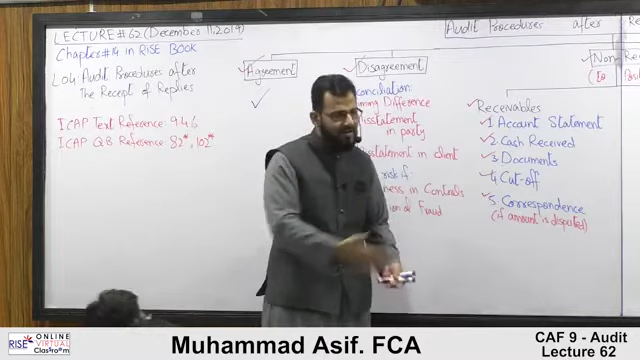 LECTURE#62 (December 11, 2019)
Chapter#14 in RISE BOOK
LO4 Audit Procedures after
The Receipt of Replies
ICAP Text Reference: 9.4.6
ICAP QB Reference: 82*, 102*
Audit Procedures after
Agreement
Disagreement
Difference
Misstatement
in party
Misstatement in client
risk if
in Controls
Fraud
Non
Receivables
1. Account Statement
2. Cash Received
3. Documents
4. Cut-off
5. Correspondence
(if amount is disputed)
RISE ONLINE
VIRTUAL
Classroom
Muhammad Asif. FCA
CAF 9 - Audit
Lecture 62